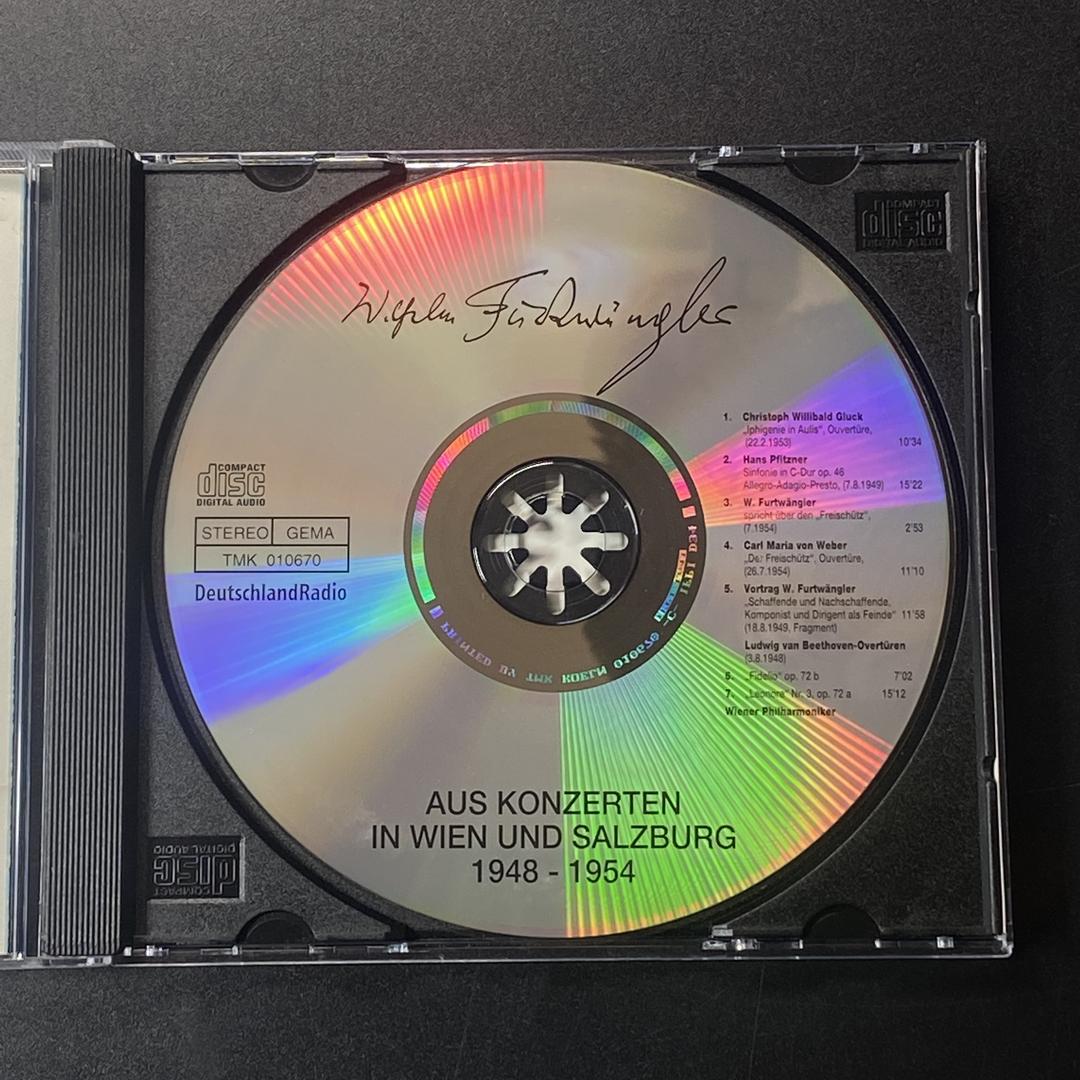 Wilhelm Furtwängler
COMPACT
disc
DIGITAL AUDIO
STEREO GEMA
TMK 010670
DeutschlandRadio
1. Christoph Willibald Gluck
„Iphigenie in Aulis“, Ouvertüre,
(22.2.1953) 10'34
2. Hans Pfitzner
Sinfonie in C-Dur op. 46
Allegro-Adagio-Presto, (7.8.1949) 15'22
3. W. Furtwängler
spricht über den „Freischütz“,
(7.1954) 2'53
4. Carl Maria von Weber
„Der Freischütz“, Ouvertüre,
(26.7.1954) 11'10
5. Vortrag W. Furtwängler
„Schaffende und Nachschaffende,
Komponist und Dirigent als Feinde“ 11'58
(18.8.1949, Fragment)
Ludwig van Beethoven-Overtüren
(3.8.1948)
6. „Fidelio“ op. 72 b 7'02
7. „Leonore“ Nr. 3, op. 72 a 15'12
Wiener Philharmoniker
AUS KONZERTEN
IN WIEN UND SALZBURG
1948 - 1954
COMPACT
disc
DIGITAL AUDIO
COMPACT
disc
DIGITAL AUDIO